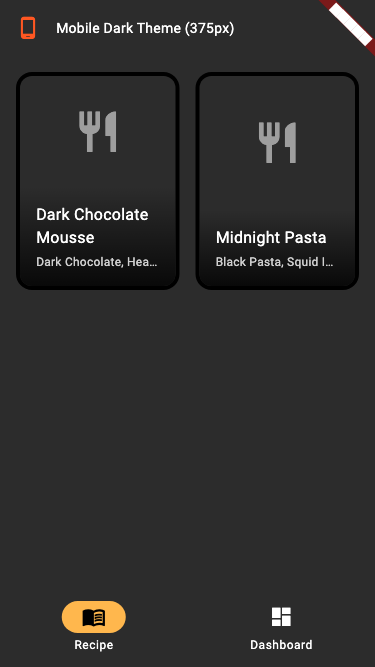 Mobile Dark Theme (375px)
Dark Chocolate
Mousse
Dark Chocolate, Hea...
Midnight Pasta
Black Pasta, Squid I...
Recipe
Dashboard